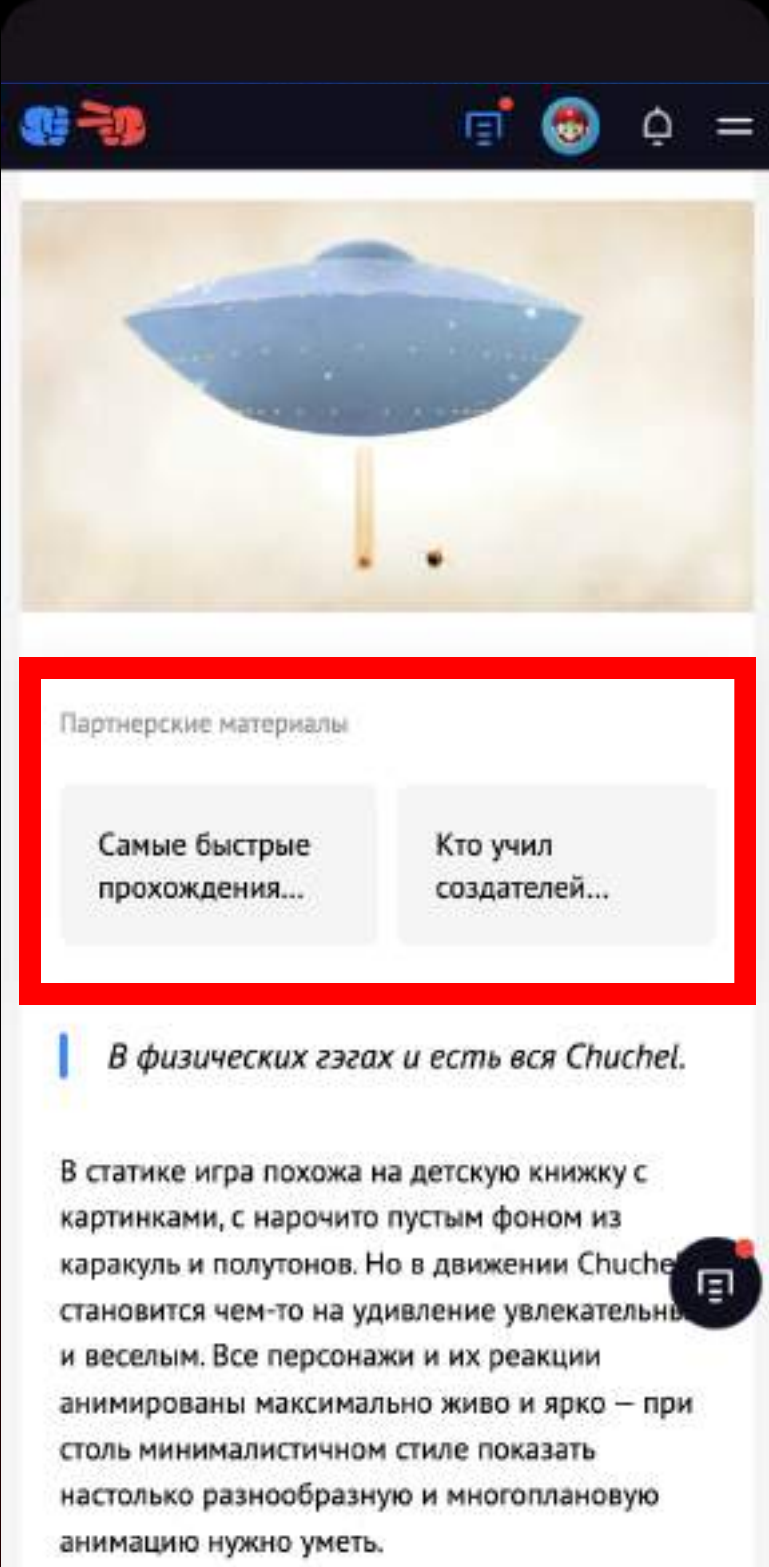 Партнерские материалы
Самые быстрые
прохождения...
Кто учил
создателей...
В физических гэгах и есть вся Chuchel.
В статике игра похожа на детскую книжку с
картинками, с нарочито пустым фоном из
каракуль и полутонов. Но в движении
становится чем-то на удивление
и веселым. Все персонажи и их реакции
анимированы максимально живо и ярко — при
столь минималистичном стиле показать
настолько разнообразную и многоплановую
анимацию нужно уметь.